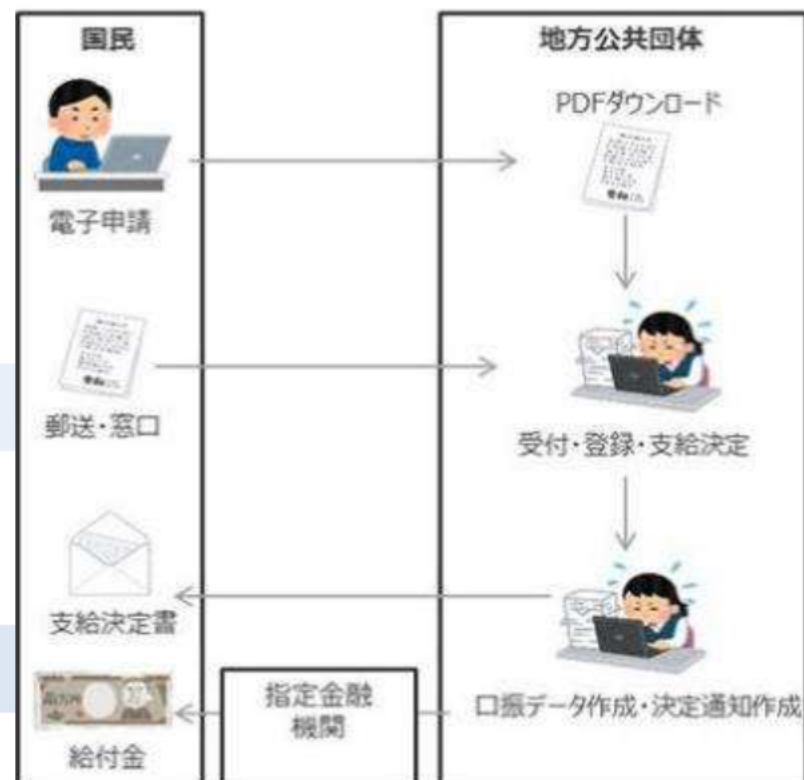 国民
地方公共団体
PDFダウンロード
電子申請
郵送・窓口
受付・登録・支給決定
支給決定書
指定金融
機関
口振データ作成・決定通知作成
給付金